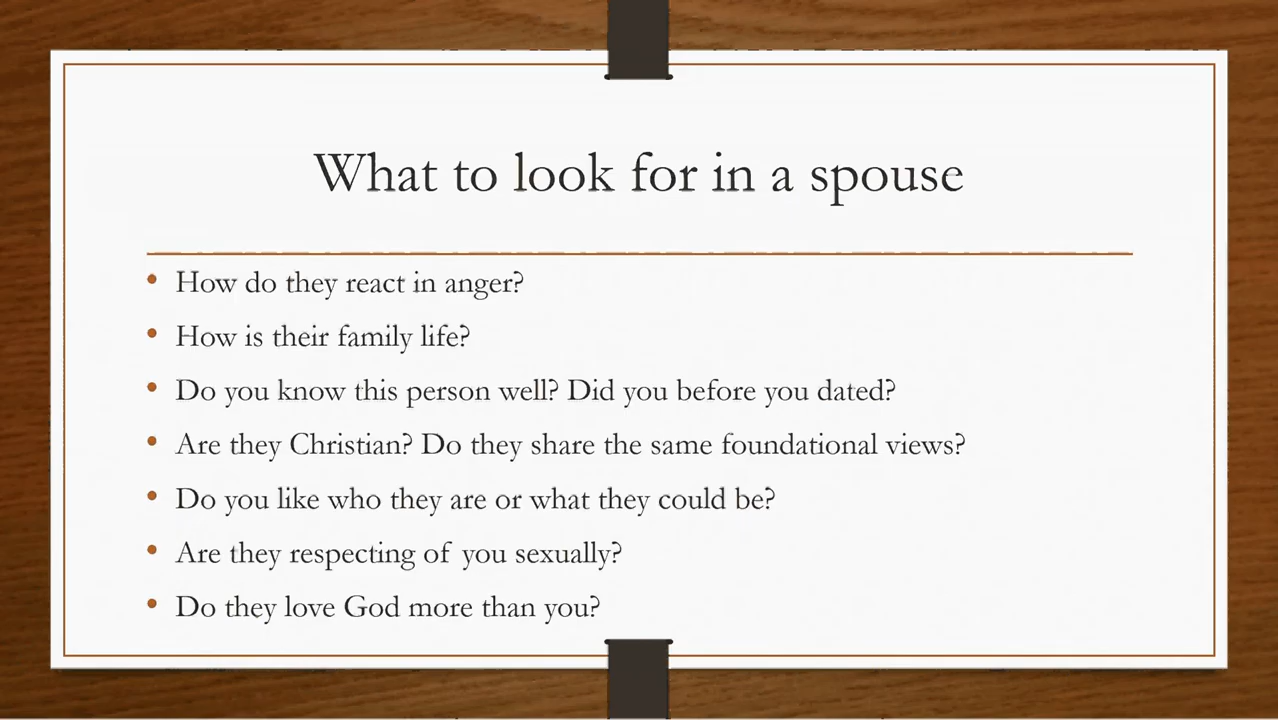 What to look for in a spouse
• How do they react in anger?
• How is their family life?
• Do you know this person well? Did you before you dated?
• Are they Christian? Do they share the same foundational views?
• Do you like who they are or what they could be?
• Are they respecting of you sexually?
• Do they love God more than you?